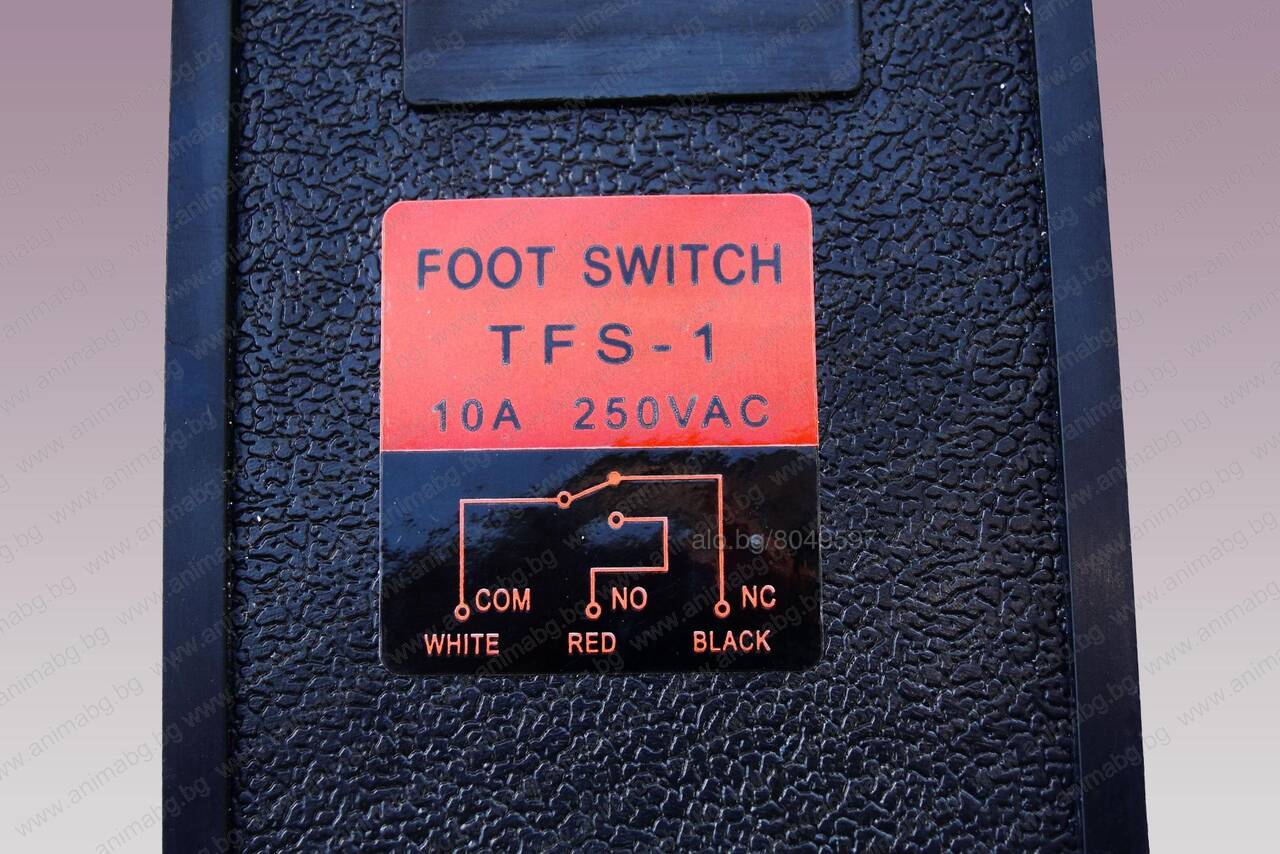 FOOT SWITCH
TFS-1
10A 250VAC
COM NO NC
WHITE RED BLACK
alo.bg/8049597
www.animabg.bg